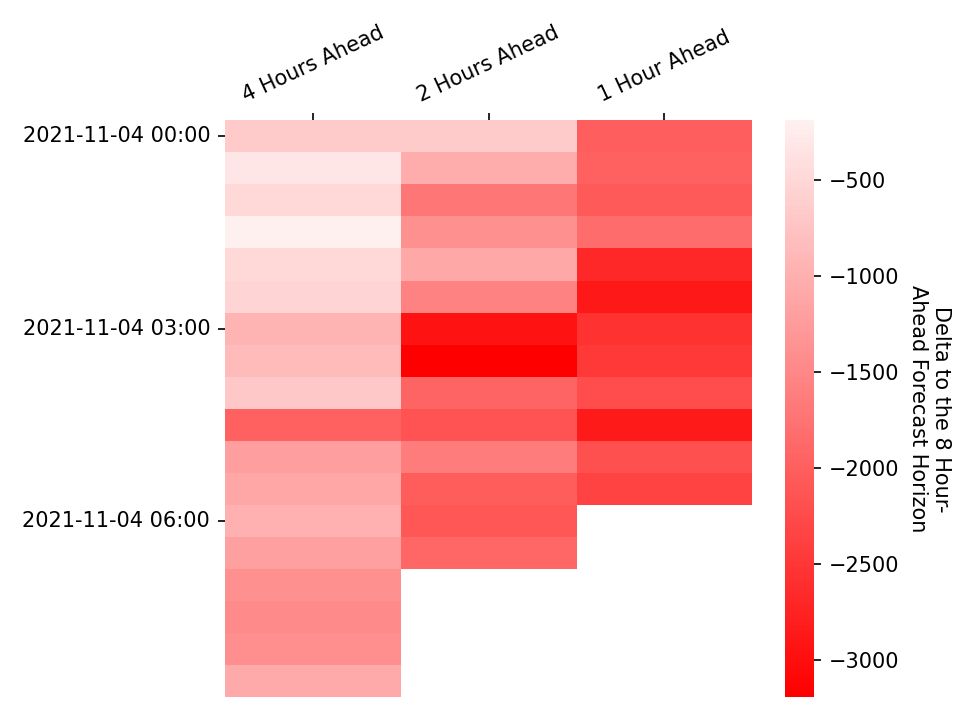 4 Hours Ahead
2 Hours Ahead
1 Hour Ahead
2021-11-04 00:00
2021-11-04 03:00
2021-11-04 06:00
−500
−1000
−1500
−2000
−2500
−3000
Delta to the 8 Hour-
Ahead Forecast Horizon